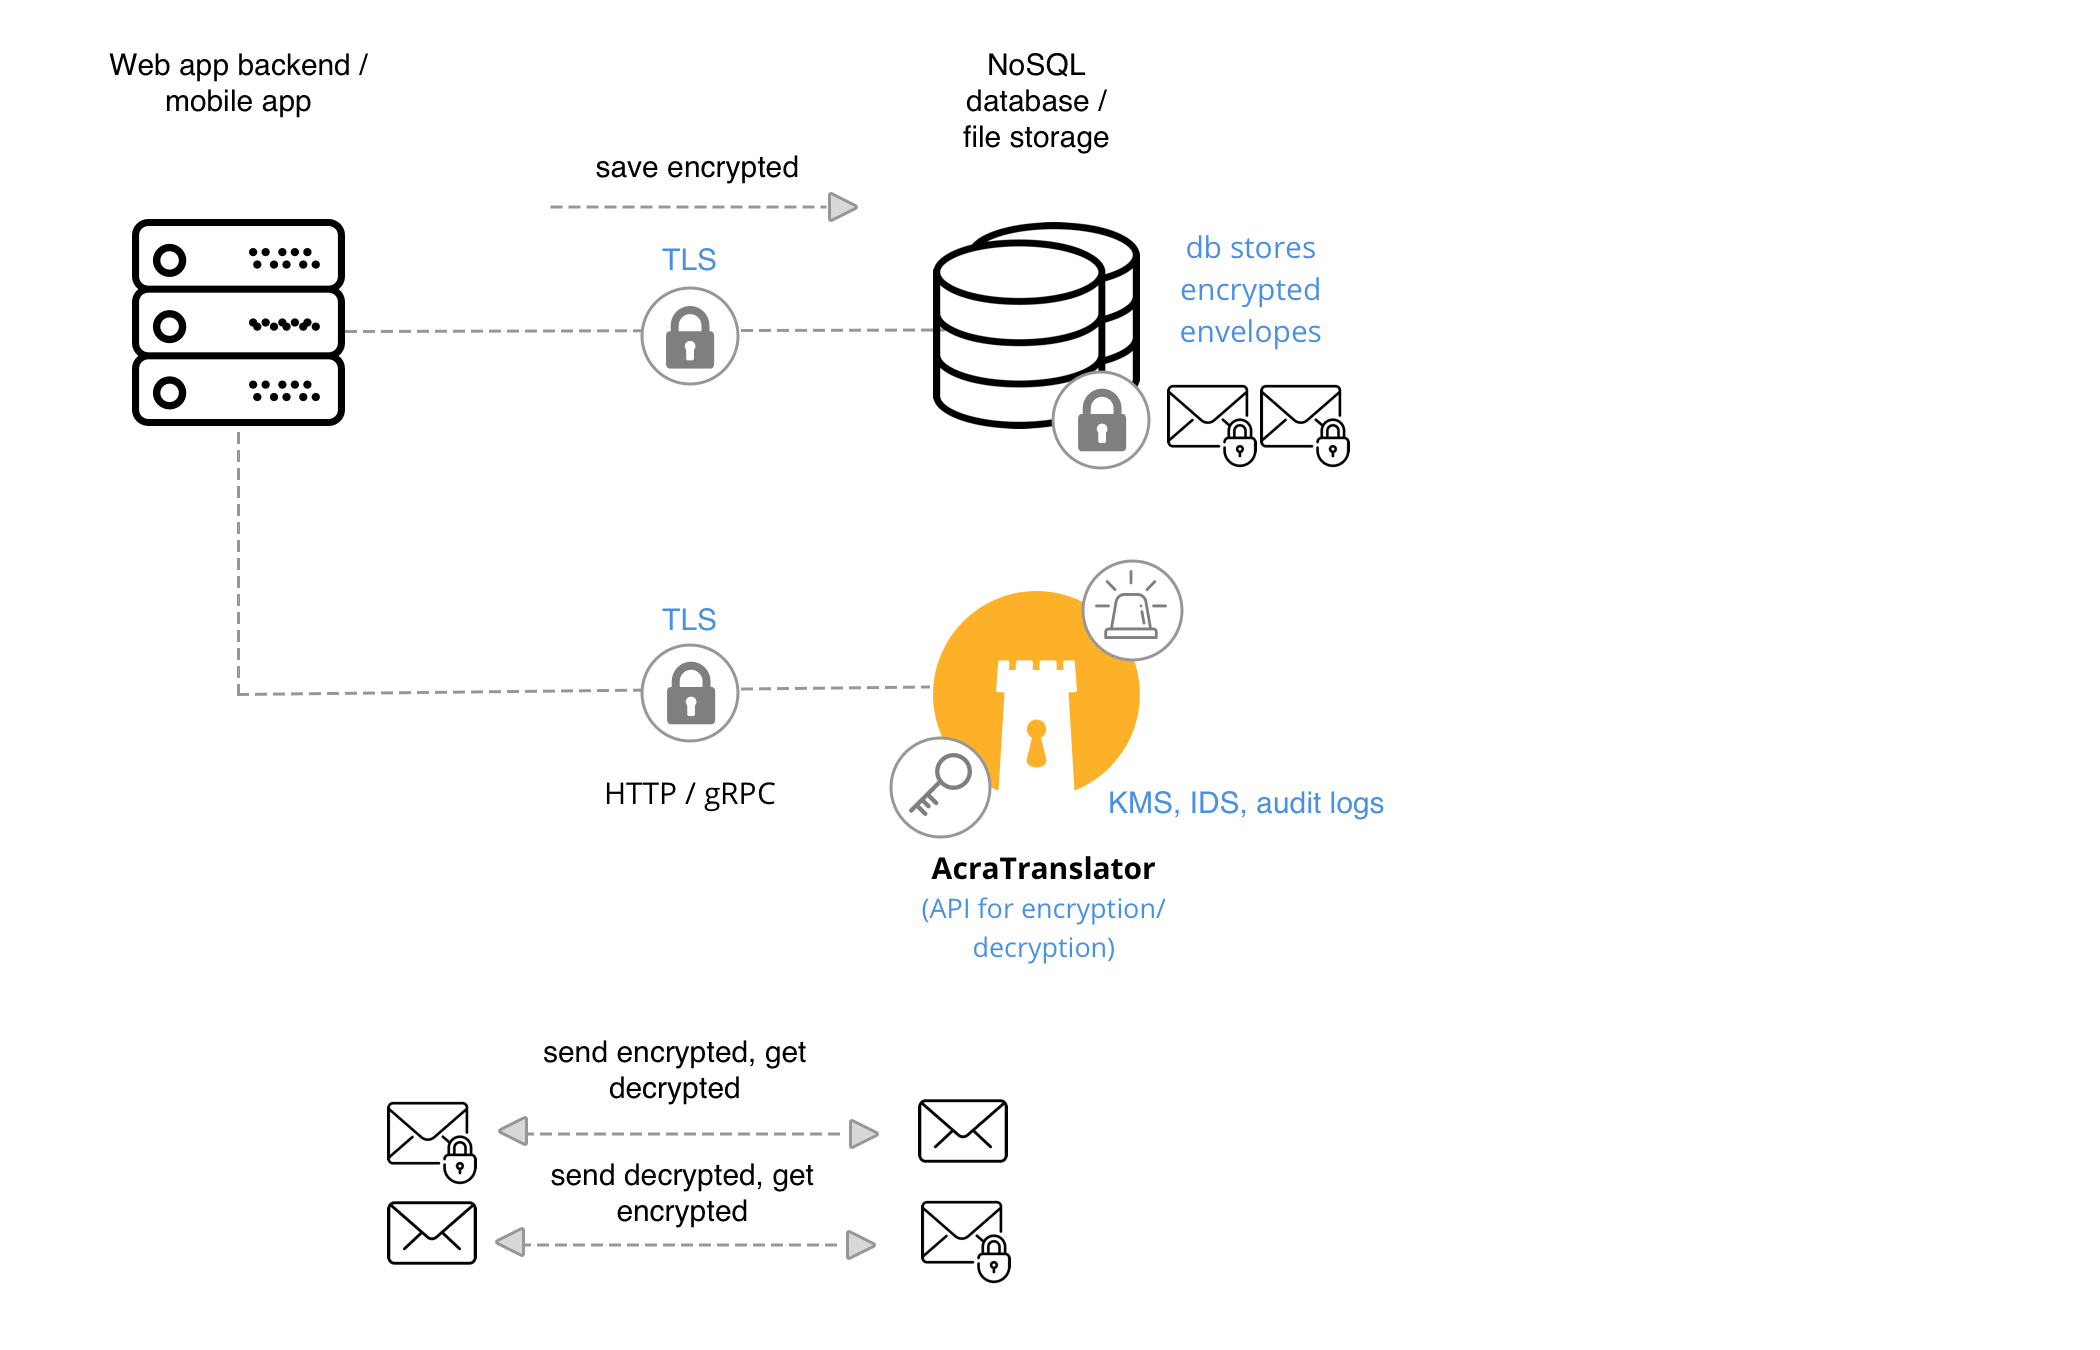 Web app backend /
mobile app
NoSQL
database /
file storage
save encrypted
TLS
db stores
encrypted
envelopes
TLS
HTTP / gRPC
KMS, IDS, audit logs
AcraTranslator
(API for encryption/
decryption)
send encrypted, get
decrypted
send decrypted, get
encrypted